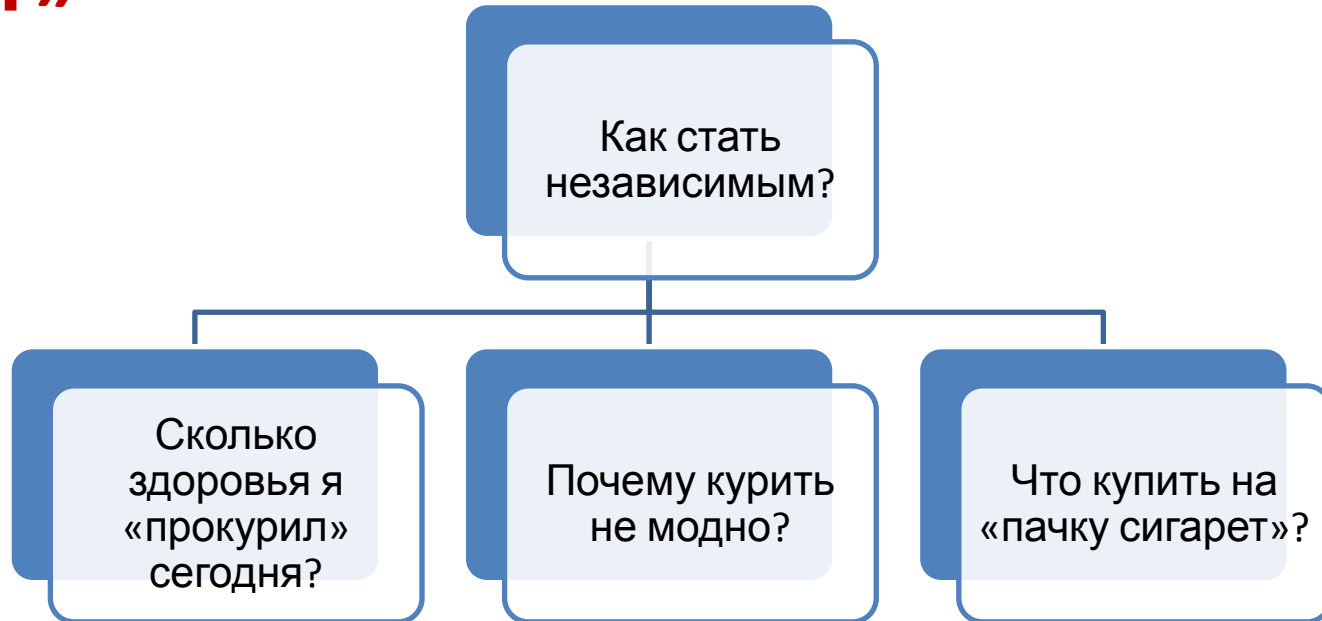 Как стать
независимым?
Сколько
здоровья я
«прокурил»
сегодня?
Почему курить
не модно?
Что купить на
«пачку сигарет»?